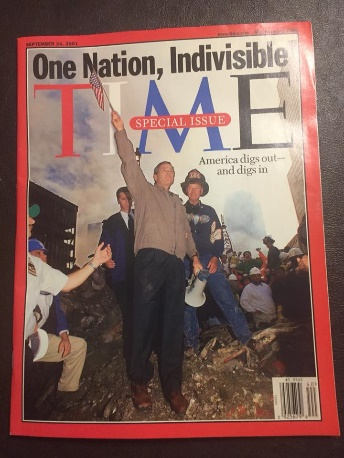 SEPTEMBER 24, 2001
One Nation, Indivisible
TIME
SPECIAL ISSUE
America digs out—
and digs in